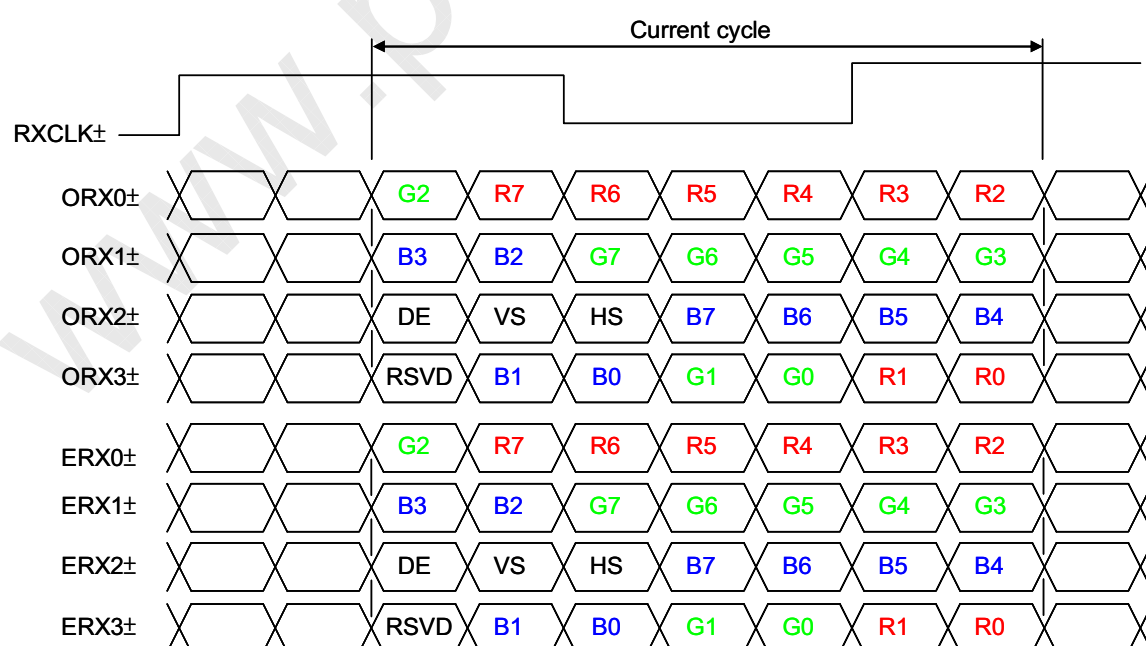 Current cycle
RXCLK±
ORX0± G2 R7 R6 R5 R4 R3 R2
ORX1± B3 B2 G7 G6 G5 G4 G3
ORX2± DE VS HS B7 B6 B5 B4
ORX3± RSVD B1 B0 G1 G0 R1 R0
ERX0± G2 R7 R6 R5 R4 R3 R2
ERX1± B3 B2 G7 G6 G5 G4 G3
ERX2± DE VS HS B7 B6 B5 B4
ERX3± RSVD B1 B0 G1 G0 R1 R0
www.p